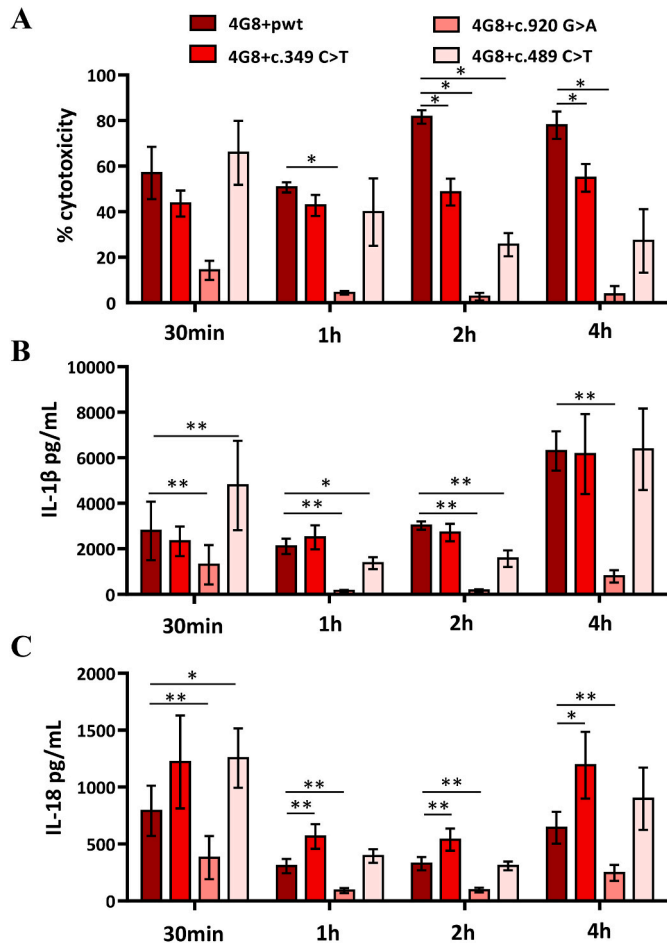 A
4G8+pwt 4G8+c.920 G>A
4G8+c.349 C>T 4G8+c.489 C>T
% cytotoxicity
100
80
60
40
20
0
*
* * *
* *
30min 1h 2h 4h
B
IL-1β pg/mL
10000
8000
6000
4000
2000
0
** **
* **
** **
**
30min 1h 2h 4h
C
IL-18 pg/mL
2000
1500
1000
500
0
* **
** **
** **
** *
30min 1h 2h 4h